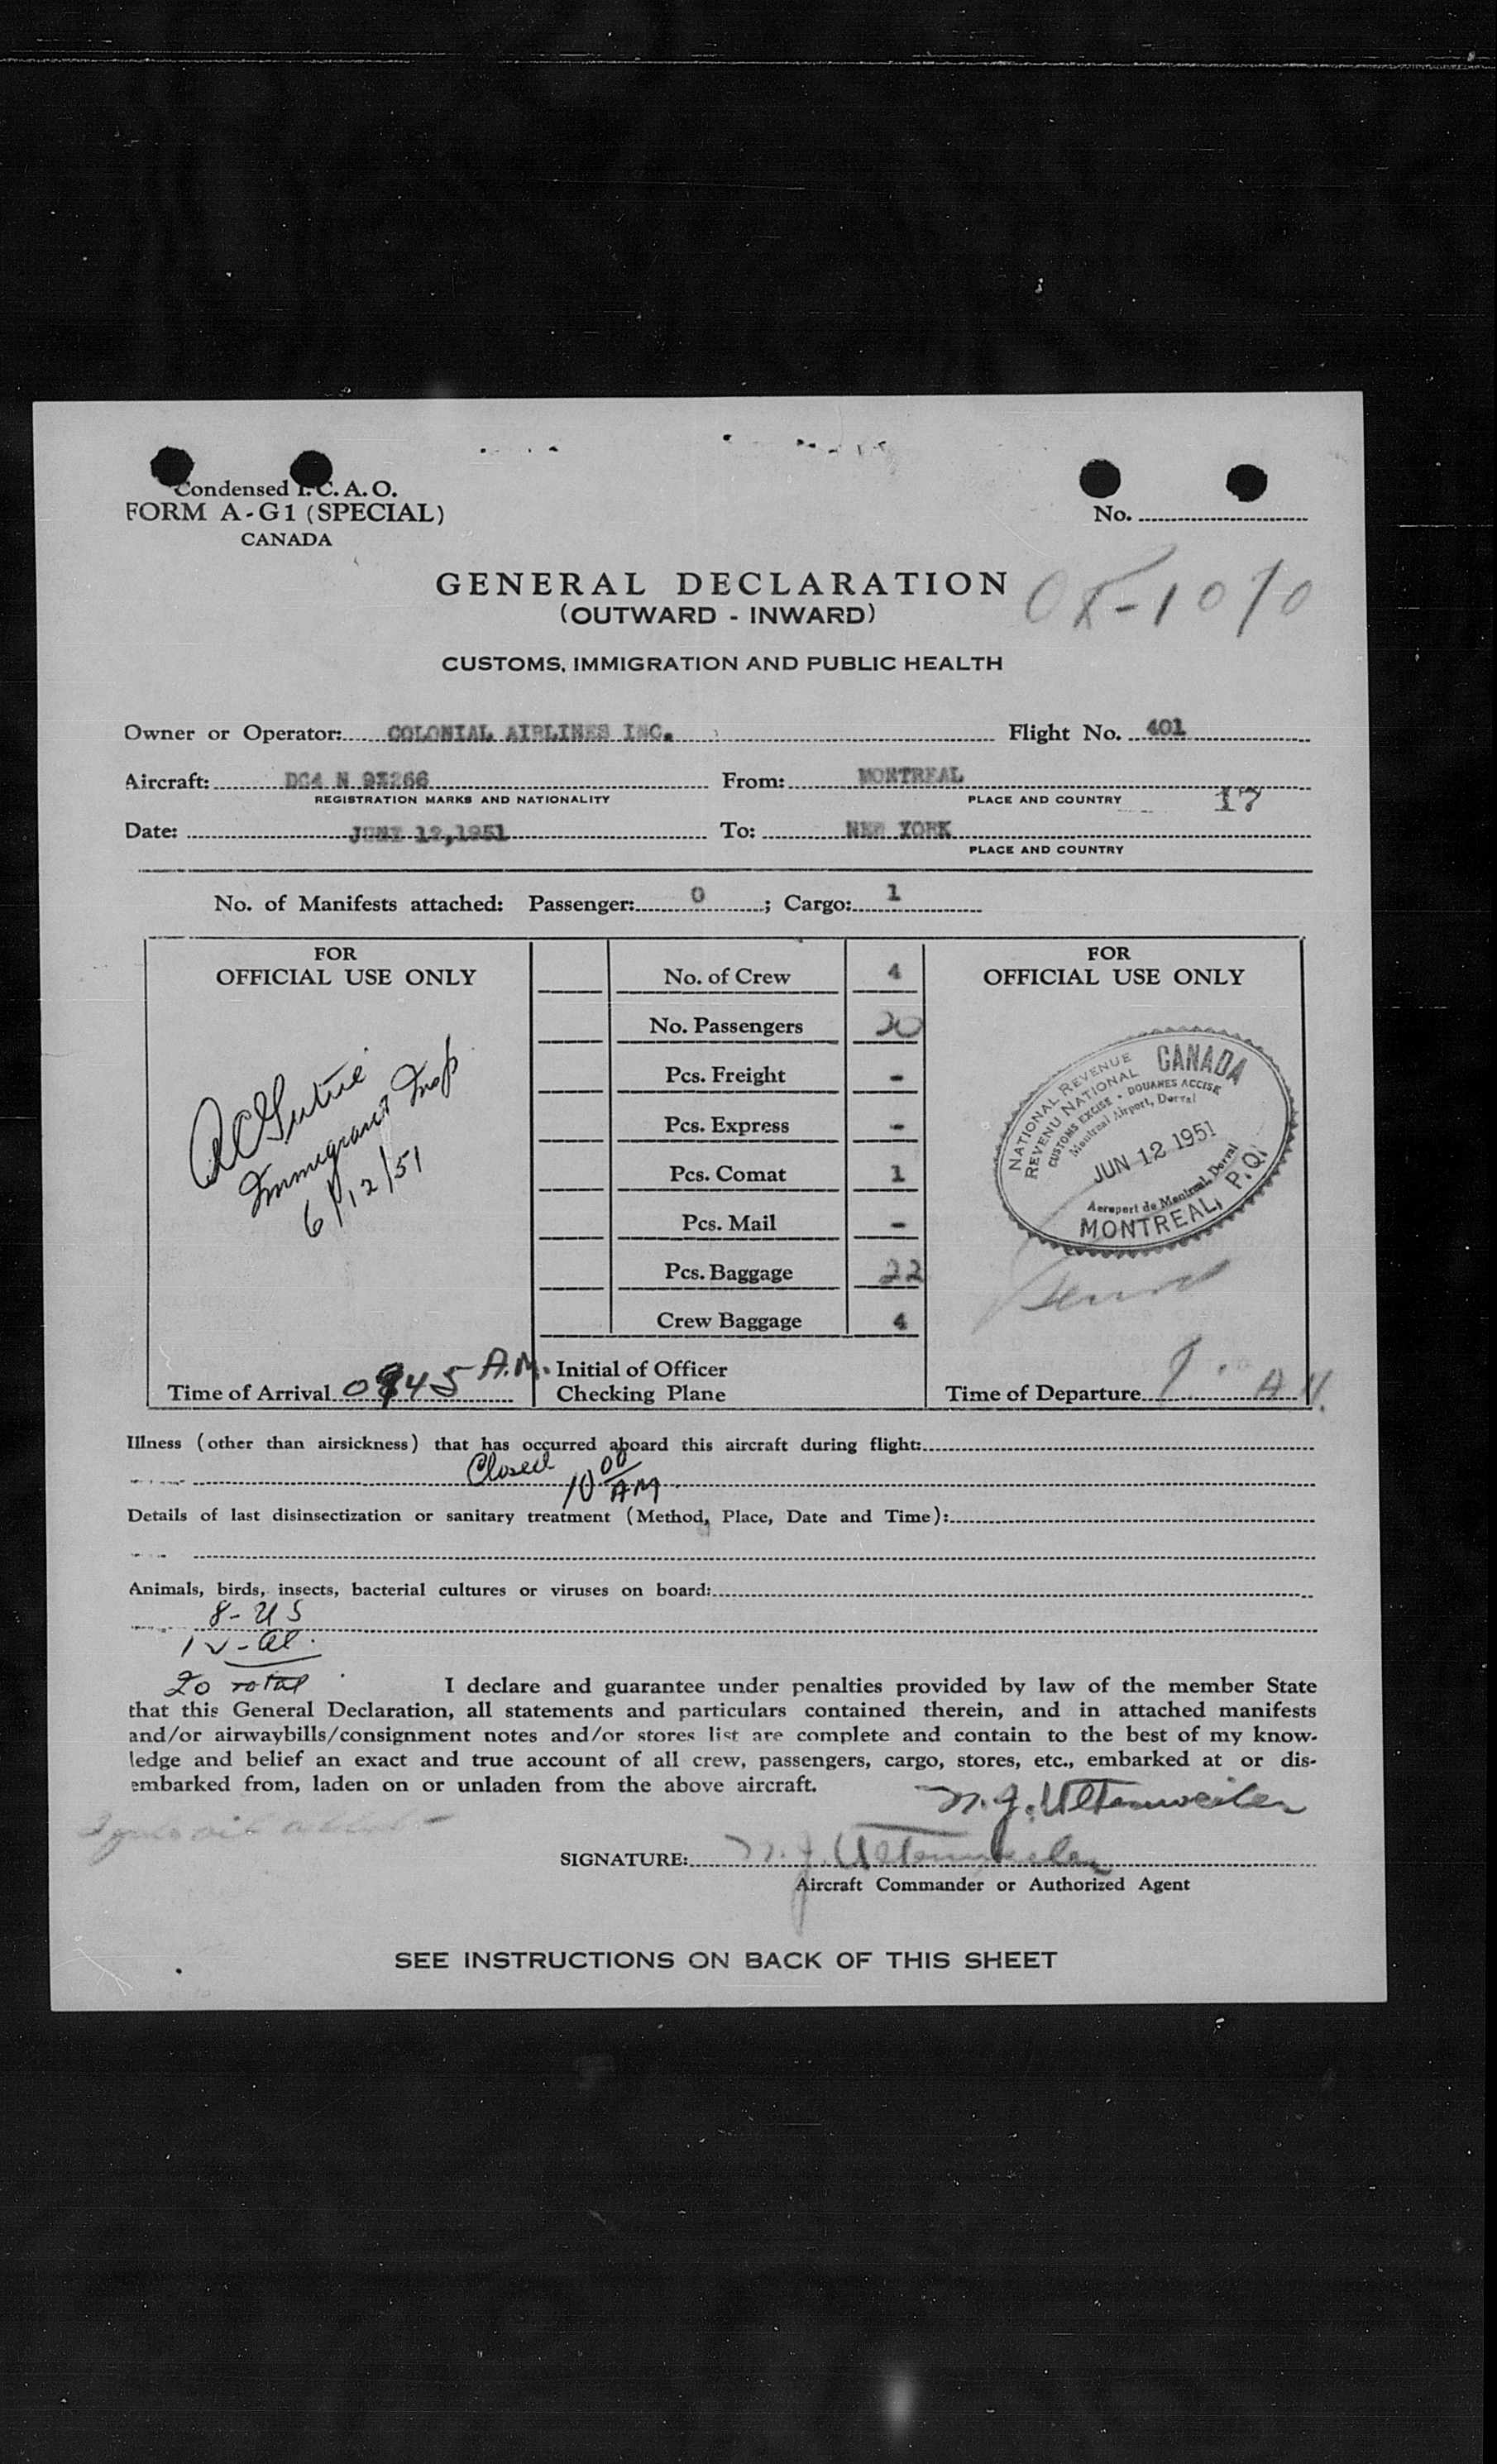 Condensed I. C. A. O.
FORM A-G1 (SPECIAL)
CANADA
No.
GENERAL DECLARATION
(OUTWARD - INWARD)
CUSTOMS, IMMIGRATION AND PUBLIC HEALTH
Owner or Operator: COLONIAL AIRLINES INC. Flight No. 401
Aircraft: DC4 N 93266 From: MONTREAL
REGISTRATION MARKS AND NATIONALITY PLACE AND COUNTRY 17
Date: JUNE 12,1951 To: NEW YORK
PLACE AND COUNTRY
No. of Manifests attached: Passenger: 0 ; Cargo: 1
FOR
OFFICIAL USE ONLY
Immigrant Insp
6/12/51
Time of Arrival 0945 A.M.
No. of Crew 4
No. Passengers 20
Pcs. Freight -
Pcs. Express -
Pcs. Comat 1
Pcs. Mail -
Pcs. Baggage 22
Crew Baggage 4
Initial of Officer
Checking Plane
FOR
OFFICIAL USE ONLY
NATIONAL REVENUE CANADA
REVENU NATIONAL
CUSTOMS EXCISE - DOUANES ACCISE
Montreal Airport, Dorval
JUN 12 1951
Aeroport de Montreal, Dorval
MONTREAL, P.Q.
Time of Departure
Illness (other than airsickness) that has occurred aboard this aircraft during flight:
Closed 10 00 AM
Details of last disinsectization or sanitary treatment (Method, Place, Date and Time):
Animals, birds, insects, bacterial cultures or viruses on board:
8 - US
12 - Al.
20 Total
I declare and guarantee under penalties provided by law of the member State
that this General Declaration, all statements and particulars contained therein, and in attached manifests
and/or airwaybills/consignment notes and/or stores list are complete and contain to the best of my know-
ledge and belief an exact and true account of all crew, passengers, cargo, stores, etc., embarked at or dis-
embarked from, laden on or unladen from the above aircraft.
SIGNATURE:
Aircraft Commander or Authorized Agent
SEE INSTRUCTIONS ON BACK OF THIS SHEET